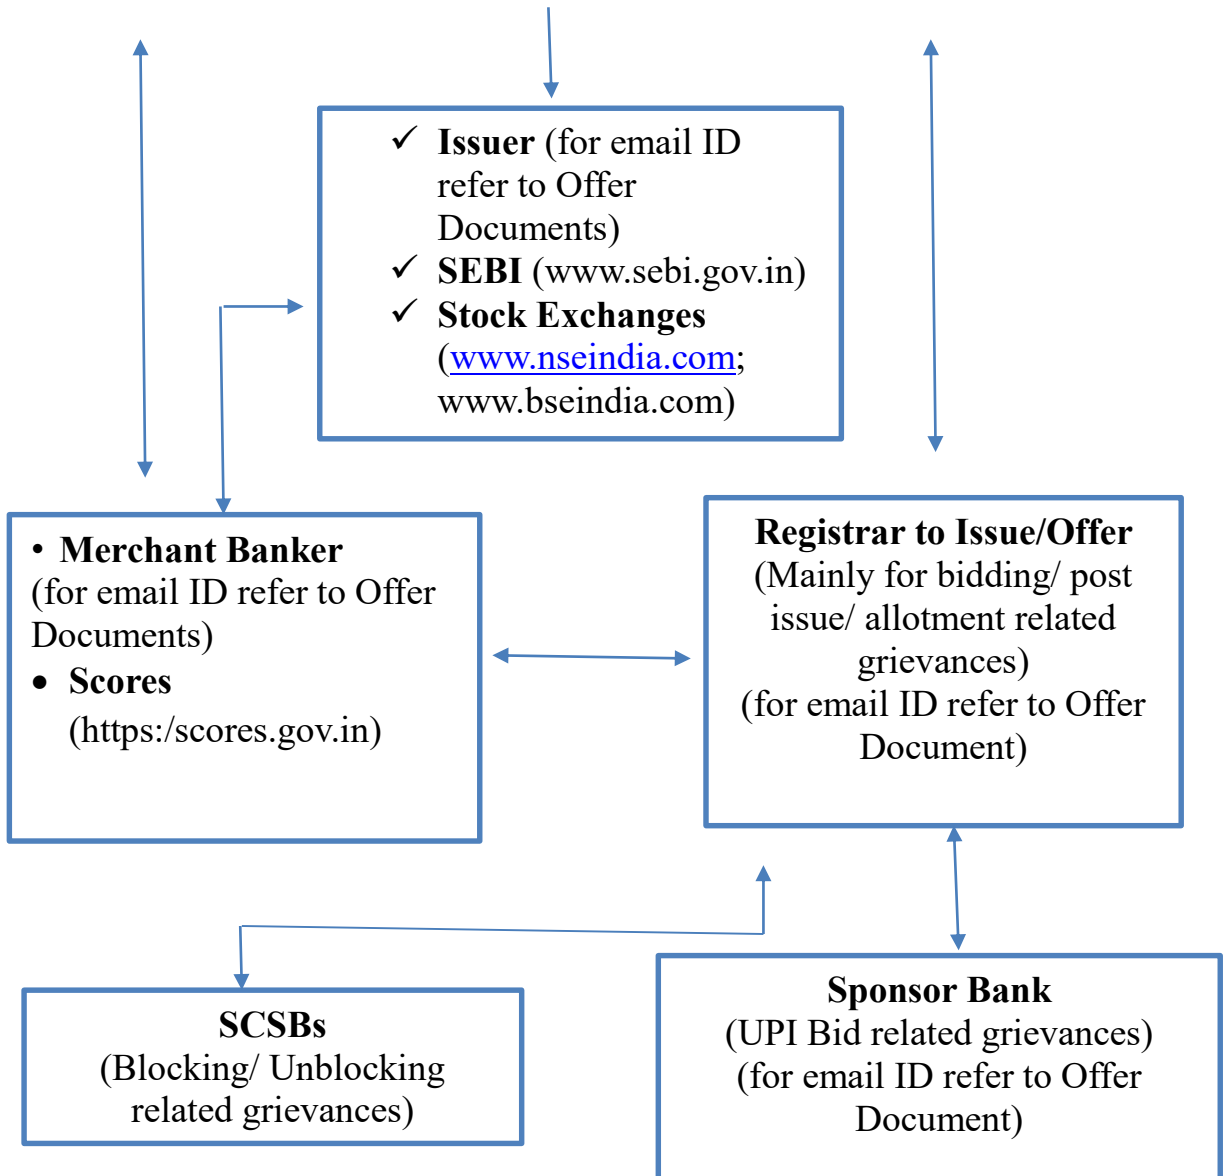 ✓ Issuer (for email ID
refer to Offer
Documents)
✓ SEBI (www.sebi.gov.in)
✓ Stock Exchanges
(www.nseindia.com;
www.bseindia.com)
• Merchant Banker
(for email ID refer to Offer
Documents)
• Scores
(https:/scores.gov.in)
Registrar to Issue/Offer
(Mainly for bidding/ post
issue/ allotment related
grievances)
(for email ID refer to Offer
Document)
SCSBs
(Blocking/ Unblocking
related grievances)
Sponsor Bank
(UPI Bid related grievances)
(for email ID refer to Offer
Document)